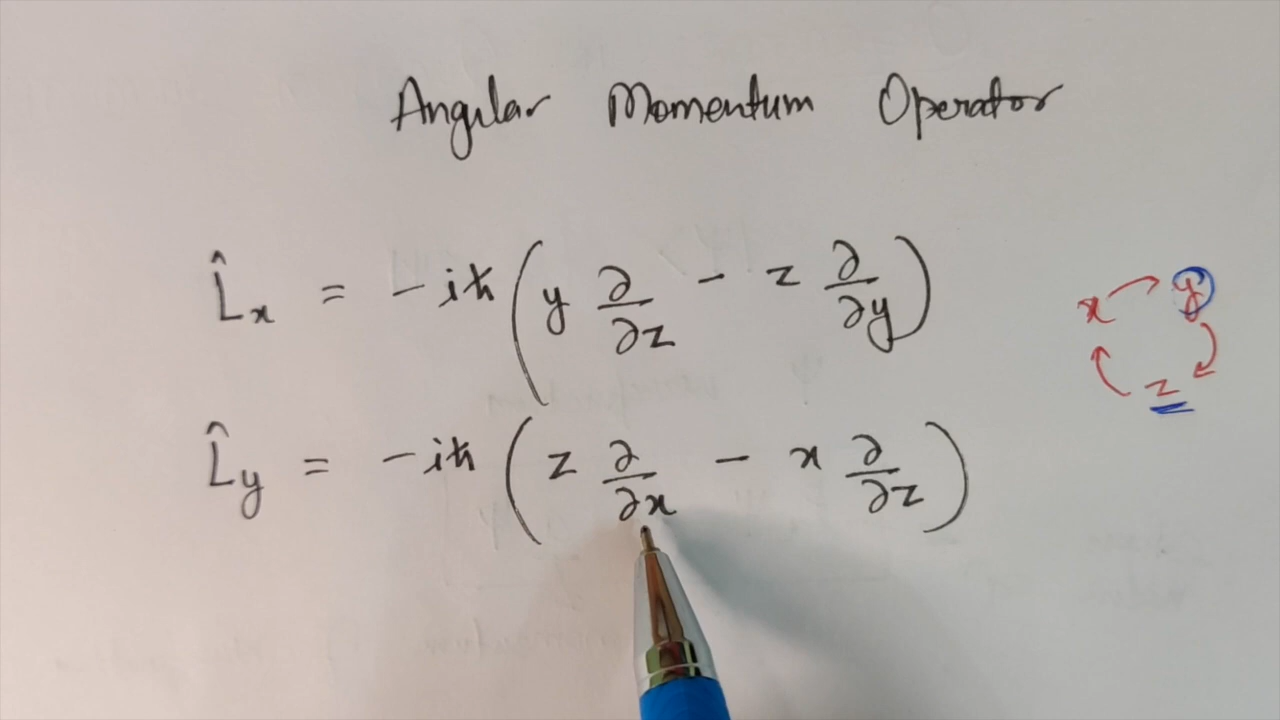 Angular Momentum Operator
L̂x = -iħ (y ∂/∂z - z ∂/∂y)
x y
z
L̂y = -iħ (z ∂/∂x - x ∂/∂z)